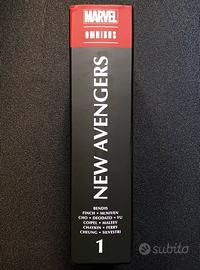 MARVEL
OMNIBUS
NEW AVENGERS
BENDIS
FINCH • McNIVEN
CHO • DEODATO • YU
COIPEL • MALEEV
CHAYKIN • FERRY
CHEUNG • SILVESTRI
1
subito